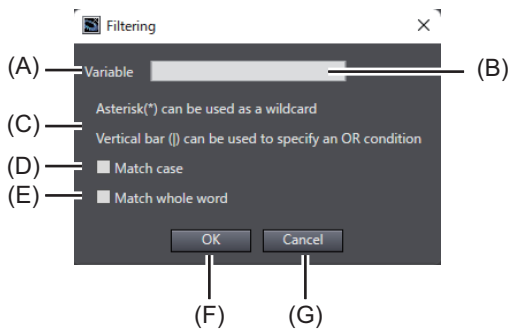 Filtering
(A) Variable (B)
Asterisk(*) can be used as a wildcard
(C)
Vertical bar (|) can be used to specify an OR condition
(D) Match case
(E) Match whole word
OK Cancel
(F) (G)